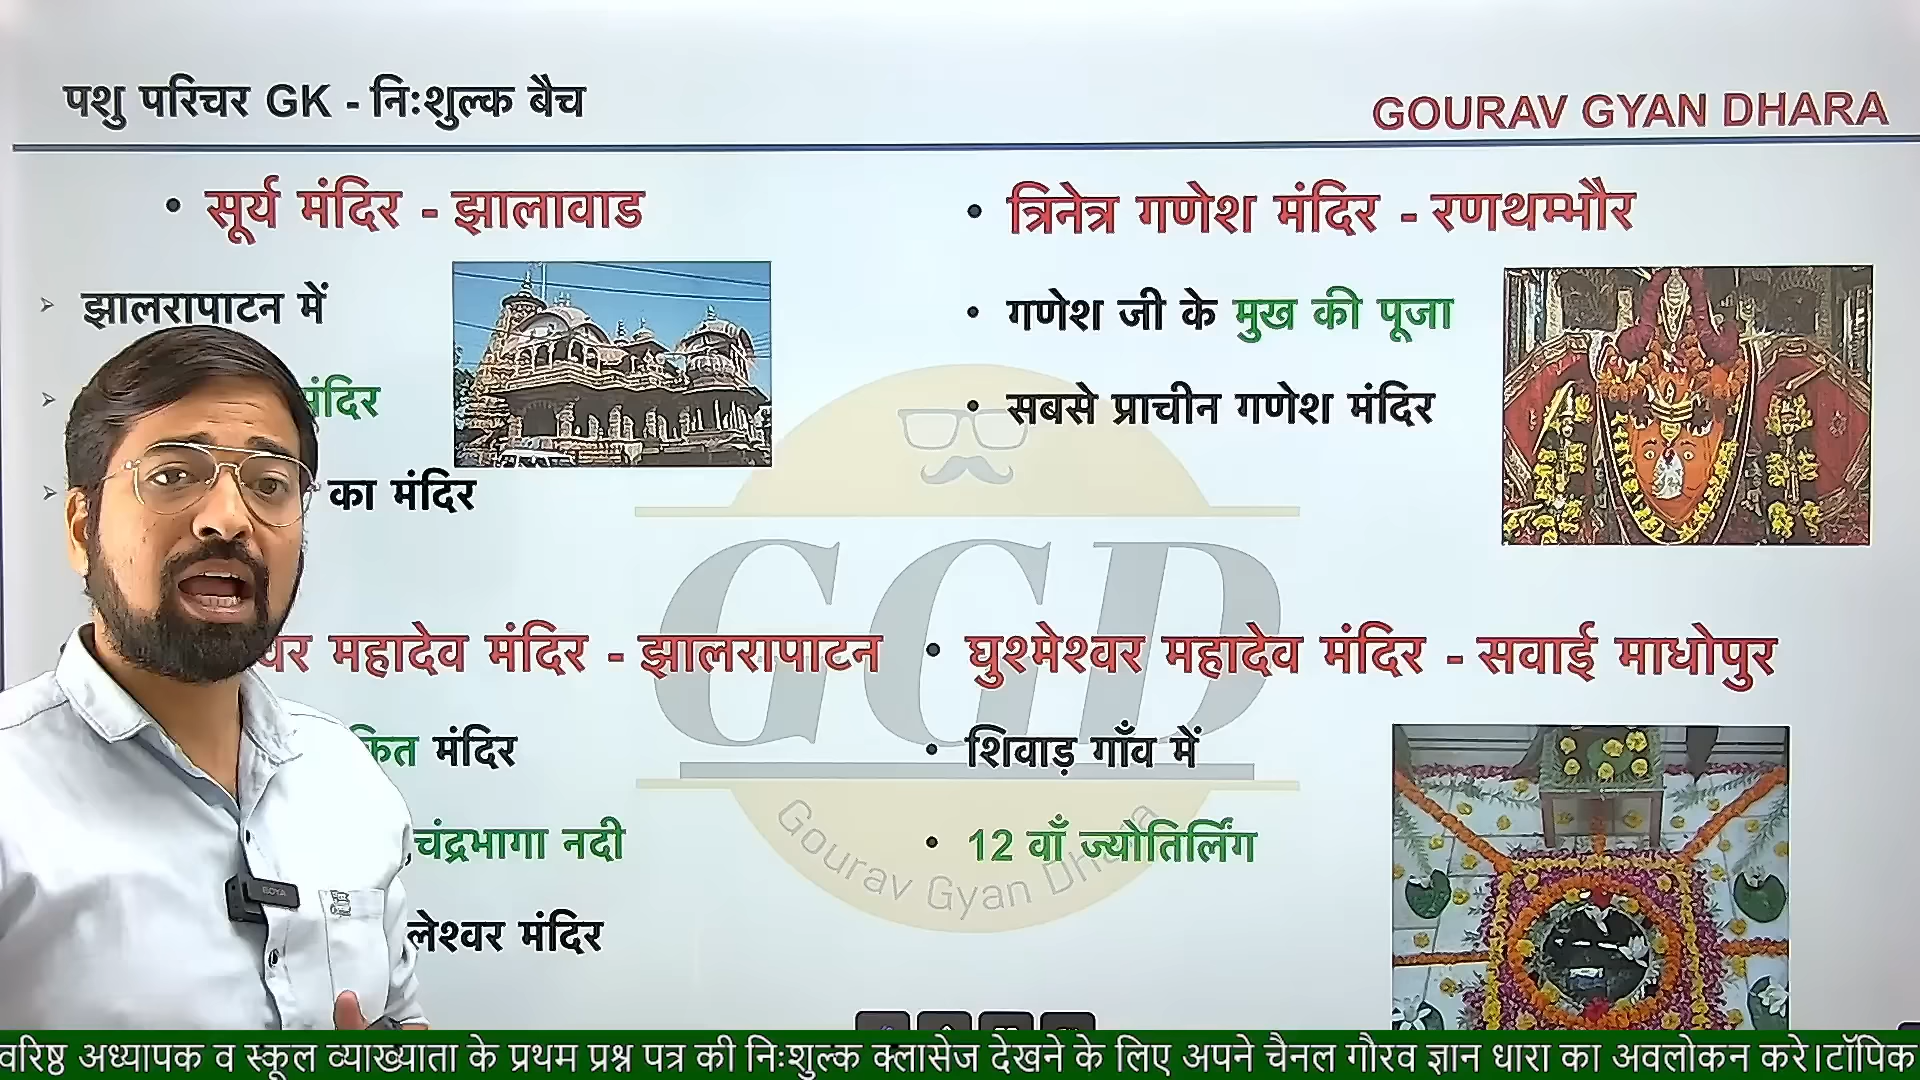 पशु परिचर GK - निःशुल्क बैच
GOURAV GYAN DHARA
• सूर्य मंदिर - झालावाड
➢ झालरापाटन में
➢ मंदिर
➢ का मंदिर
• त्रिनेत्र गणेश मंदिर - रणथम्भौर
• गणेश जी के मुख की पूजा
• सबसे प्राचीन गणेश मंदिर
महादेव मंदिर - झालरापाटन
मंदिर
चंद्रभागा नदी
मंदिर
• घुश्मेश्वर महादेव मंदिर - सवाई माधोपुर
• शिवाड़ गाँव में
• 12 वाँ ज्योतिर्लिंग
GGD
Gourav Gyan Dhara
BOYA
वरिष्ठ अध्यापक व स्कूल व्याख्याता के प्रथम प्रश्न पत्र की निःशुल्क क्लासेज देखने के लिए अपने चैनल गौरव ज्ञान धारा का अवलोकन करे।टॉपिक